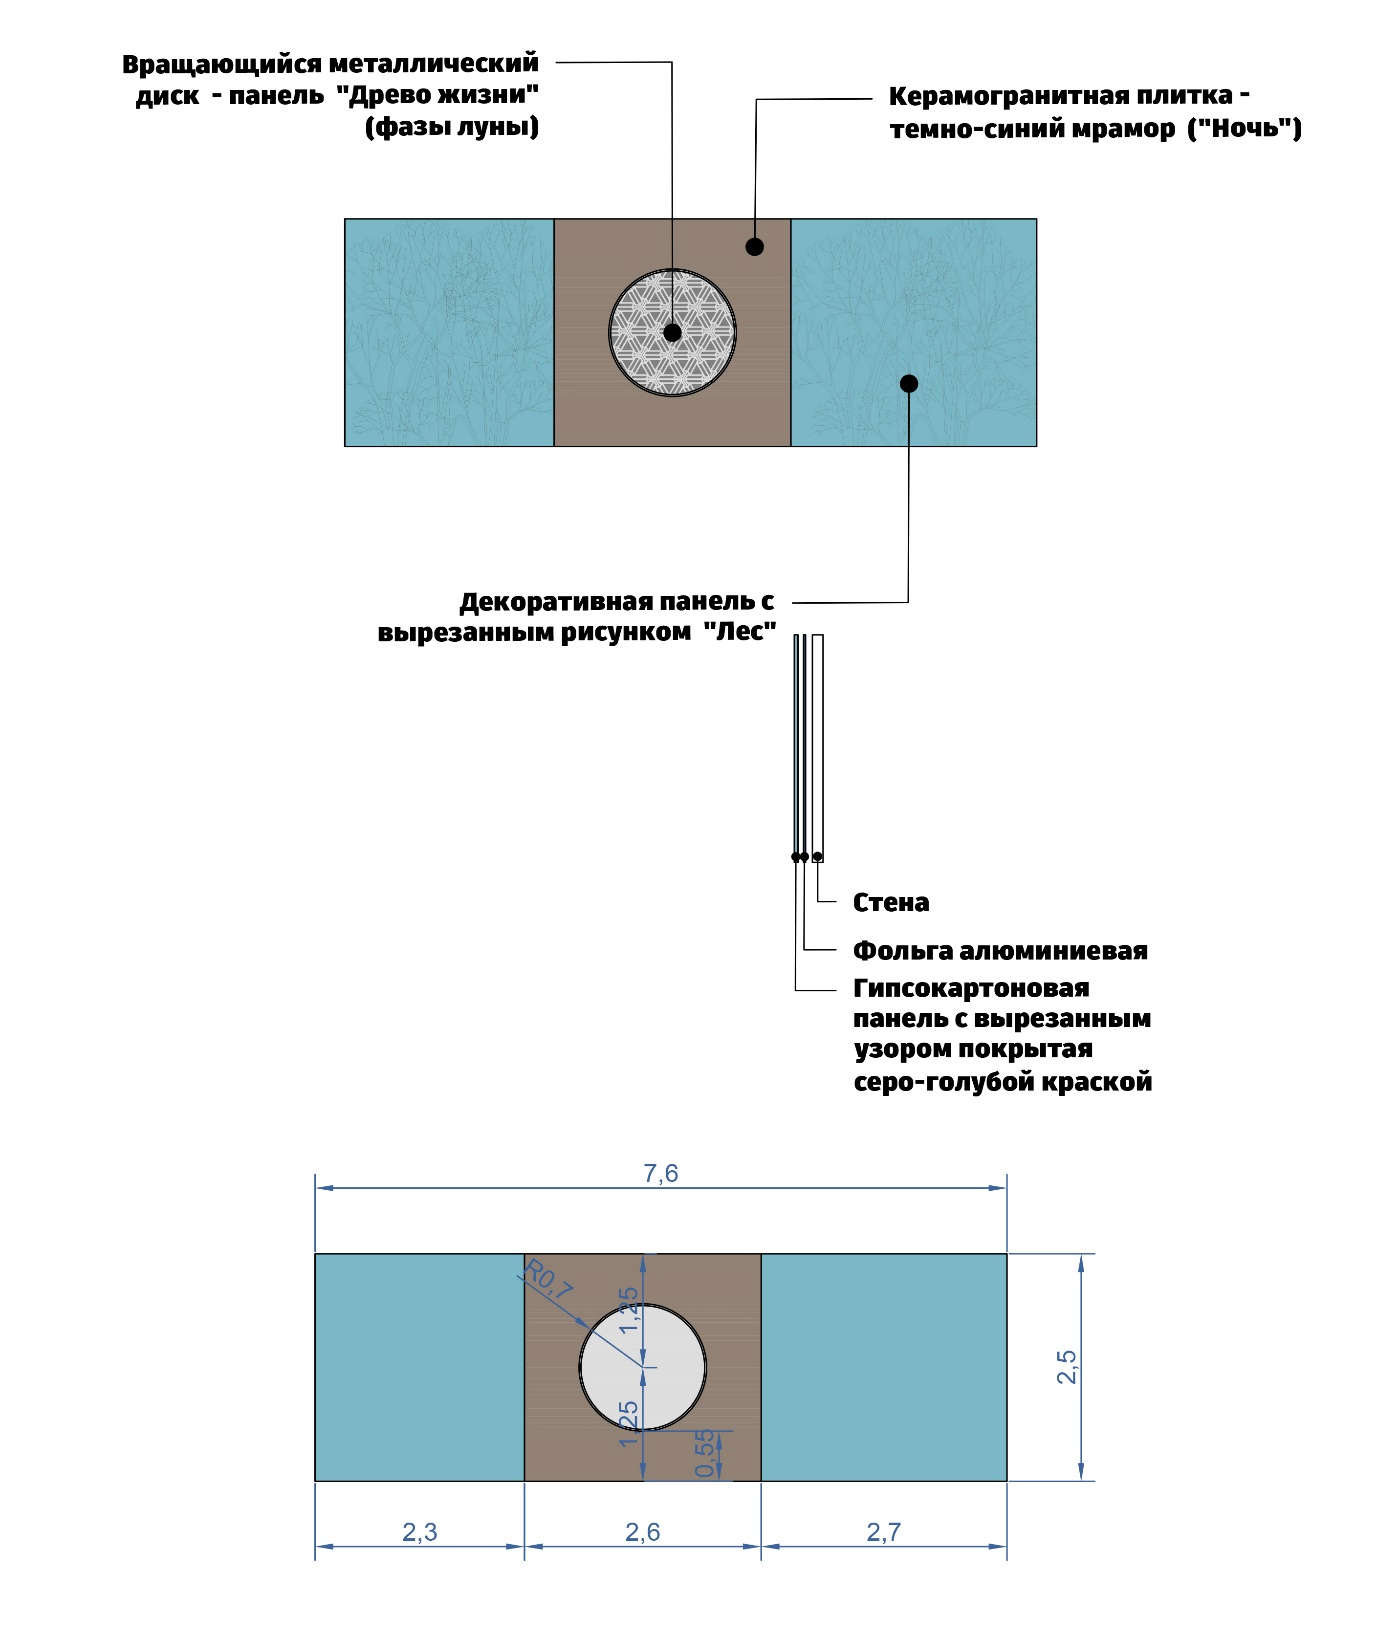 Вращающийся металлический
диск - панель "Древо жизни"
(фазы луны)
Керамогранитная плитка -
темно-синий мрамор ("Ночь")
Декоративная панель с
вырезанным рисунком "Лес"
Стена
Фольга алюминиевая
Гипсокартоновая
панель с вырезанным
узором покрытая
серо-голубой краской
7,6
R0,7
1,25
2,5
1,25
0,55
2,3
2,6
2,7